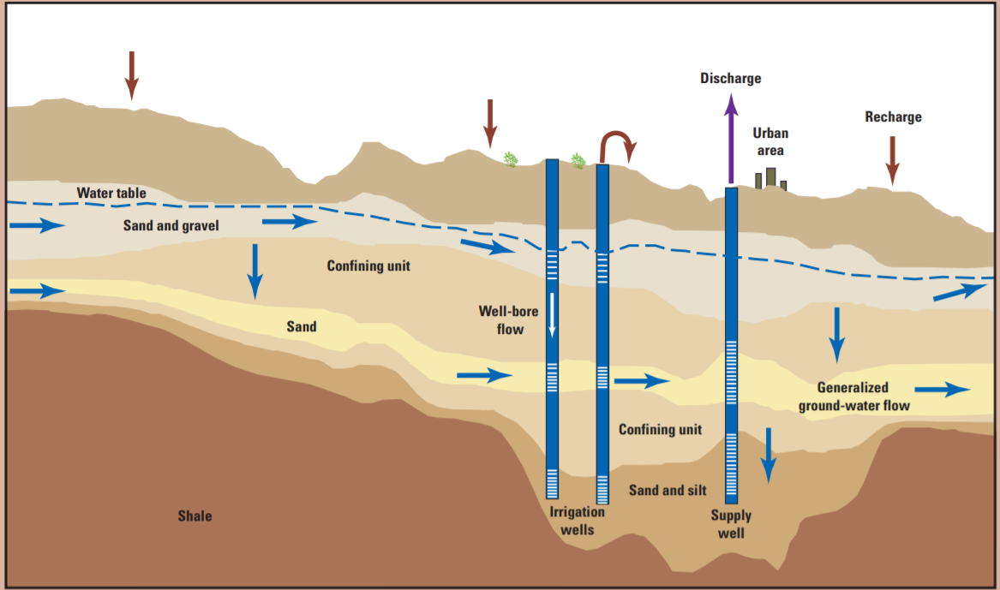 Discharge
Urban
area
Recharge
Water table
Sand and gravel
Confining unit
Well-bore
flow
Sand
Generalized
ground-water flow
Confining unit
Sand and silt
Irrigation
wells
Supply
well
Shale